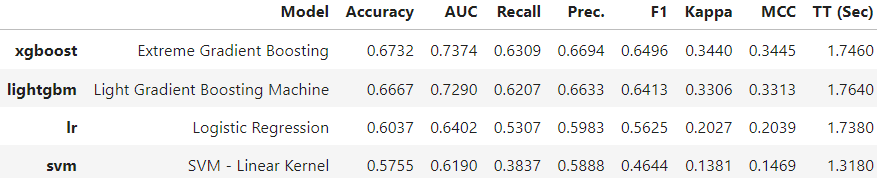 Model Accuracy AUC Recall Prec. F1 Kappa MCC TT (Sec)
xgboost Extreme Gradient Boosting 0.6732 0.7374 0.6309 0.6694 0.6496 0.3440 0.3445 1.7460
lightgbm Light Gradient Boosting Machine 0.6667 0.7290 0.6207 0.6633 0.6413 0.3306 0.3313 1.7640
lr Logistic Regression 0.6037 0.6402 0.5307 0.5983 0.5625 0.2027 0.2039 1.7380
svm SVM - Linear Kernel 0.5755 0.6190 0.3837 0.5888 0.4644 0.1381 0.1469 1.3180